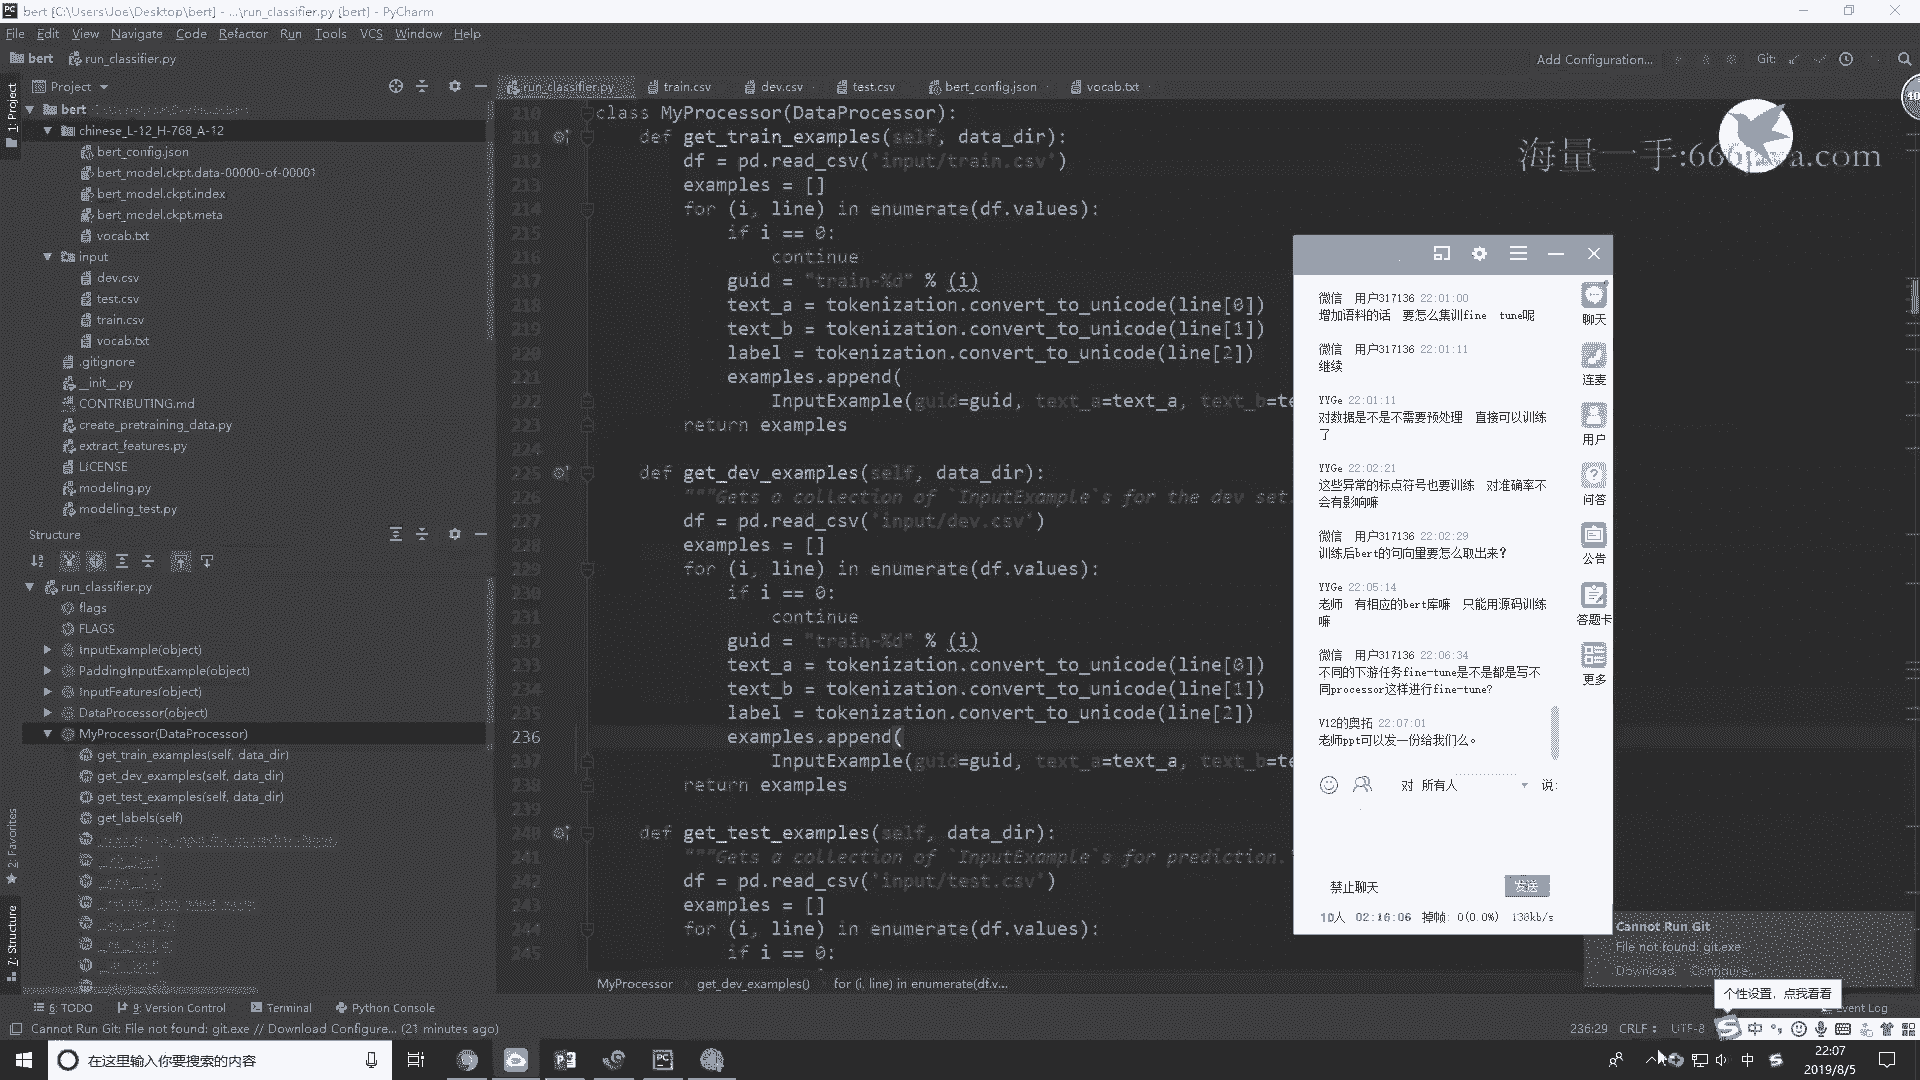 bert [C:\Users\Joe\Desktop\bert] - ...\run_classifier.py [bert] - PyCharm
File Edit View Navigate Code Refactor Run Tools VCS Window Help
bert run_classifier.py
Add Configuration...
Git:
1: Project
Project
run_classifier.py
train.csv
dev.csv
test.csv
bert_config.json
vocab.txt
bert
chinese_L-12_H-768_A-12
bert_config.json
bert_model.ckpt.data-00000-of-00001
bert_model.ckpt.index
bert_model.ckpt.meta
vocab.txt
input
dev.csv
test.csv
train.csv
vocab.txt
.gitignore
__init__.py
CONTRIBUTING.md
create_pretraining_data.py
extract_features.py
LICENSE
modeling.py
modeling_test.py
Structure
run_classifier.py
flags
FLAGS
InputExample(object)
PaddingInputExample(object)
InputFeatures(object)
DataProcessor(object)
MyProcessor(DataProcessor)
get_train_examples(self, data_dir)
get_dev_examples(self, data_dir)
get_test_examples(self, data_dir)
get_labels(self)
2: Favorites
7: Structure
210 class MyProcessor(DataProcessor):
211 def get_train_examples(self, data_dir):
212 df = pd.read_csv('input/train.csv')
213 examples = []
214 for (i, line) in enumerate(df.values):
215 if i == 0:
216 continue
217 guid = "train-%d" % (i)
218 text_a = tokenization.convert_to_unicode(line[0])
219 text_b = tokenization.convert_to_unicode(line[1])
220 label = tokenization.convert_to_unicode(line[2])
221 examples.append(
222 InputExample(guid=guid, text_a=text_a, text_b=te
223 return examples
224
225 def get_dev_examples(self, data_dir):
226 """Gets a collection of `InputExample`s for the dev set.
227 df = pd.read_csv('input/dev.csv')
228 examples = []
229 for (i, line) in enumerate(df.values):
230 if i == 0:
231 continue
232 guid = "train-%d" % (i)
233 text_a = tokenization.convert_to_unicode(line[0])
234 text_b = tokenization.convert_to_unicode(line[1])
235 label = tokenization.convert_to_unicode(line[2])
236 examples.append(
237 InputExample(guid=guid, text_a=text_a, text_b=te
238 return examples
239
240 def get_test_examples(self, data_dir):
241 """Gets a collection of `InputExample`s for prediction."
242 df = pd.read_csv('input/test.csv')
243 examples = []
244 for (i, line) in enumerate(df.values):
245 if i == 0:
MyProcessor get_dev_examples() for (i, line) in enumerate(df.v...
海量一手:666java.com
40
微信 用户317136 22:01:00
增加语料的话 要怎么集训fine tune呢
微信 用户317136 22:01:11
继续
YYGe 22:01:11
对数据是不是不需要预处理 直接可以训练
了
YYGe 22:02:21
这些异常的标点符号也要训练 对准确率不
会有影响嘛
微信 用户317136 22:02:29
训练后bert的句向量要怎么取出来?
YYGe 22:05:14
老师 有相应的bert库嘛 只能用源码训练
嘛
微信 用户317136 22:06:34
不同的下游任务fine-tune是不是都是写不
同processor这样进行fine-tune?
V12的奥拓 22:07:01
老师ppt可以发一份给我们么。
聊天
连麦
用户
问答
公告
答题卡
更多
对 所有人 说:
禁止聊天
发送
10人 02:16:06 掉帧: 0(0.0%) 130kb/s
Cannot Run Git
File not found: git.exe
Download Configure...
个性设置，点我看看
6: TODO 9: Version Control Terminal Python Console
Event Log
Cannot Run Git: File not found: git.exe // Download Configure... (21 minutes ago)
236:29 CRLF UTF-8
中
在这里输入你要搜索的内容
中
22:07
2019/8/5